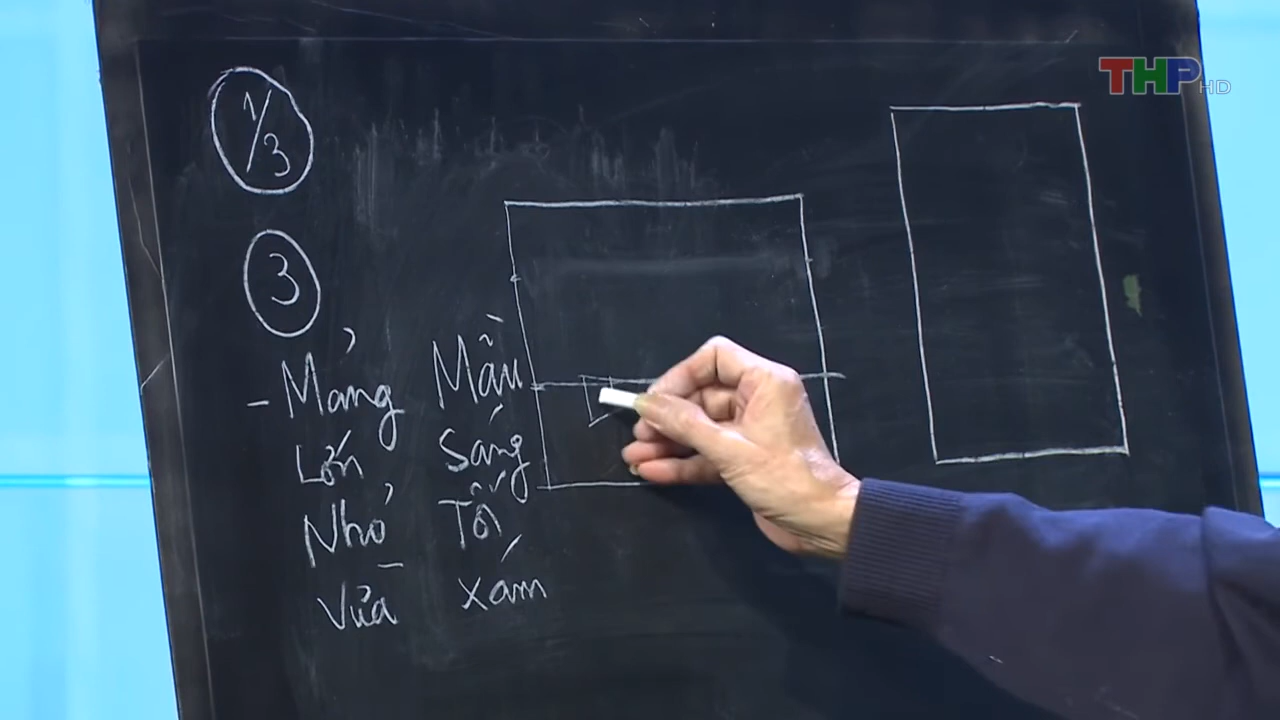 THP HD
1/3
3
- Mảng Mầu
Lớn Sáng
Nhỏ Tối
Vừa Xám